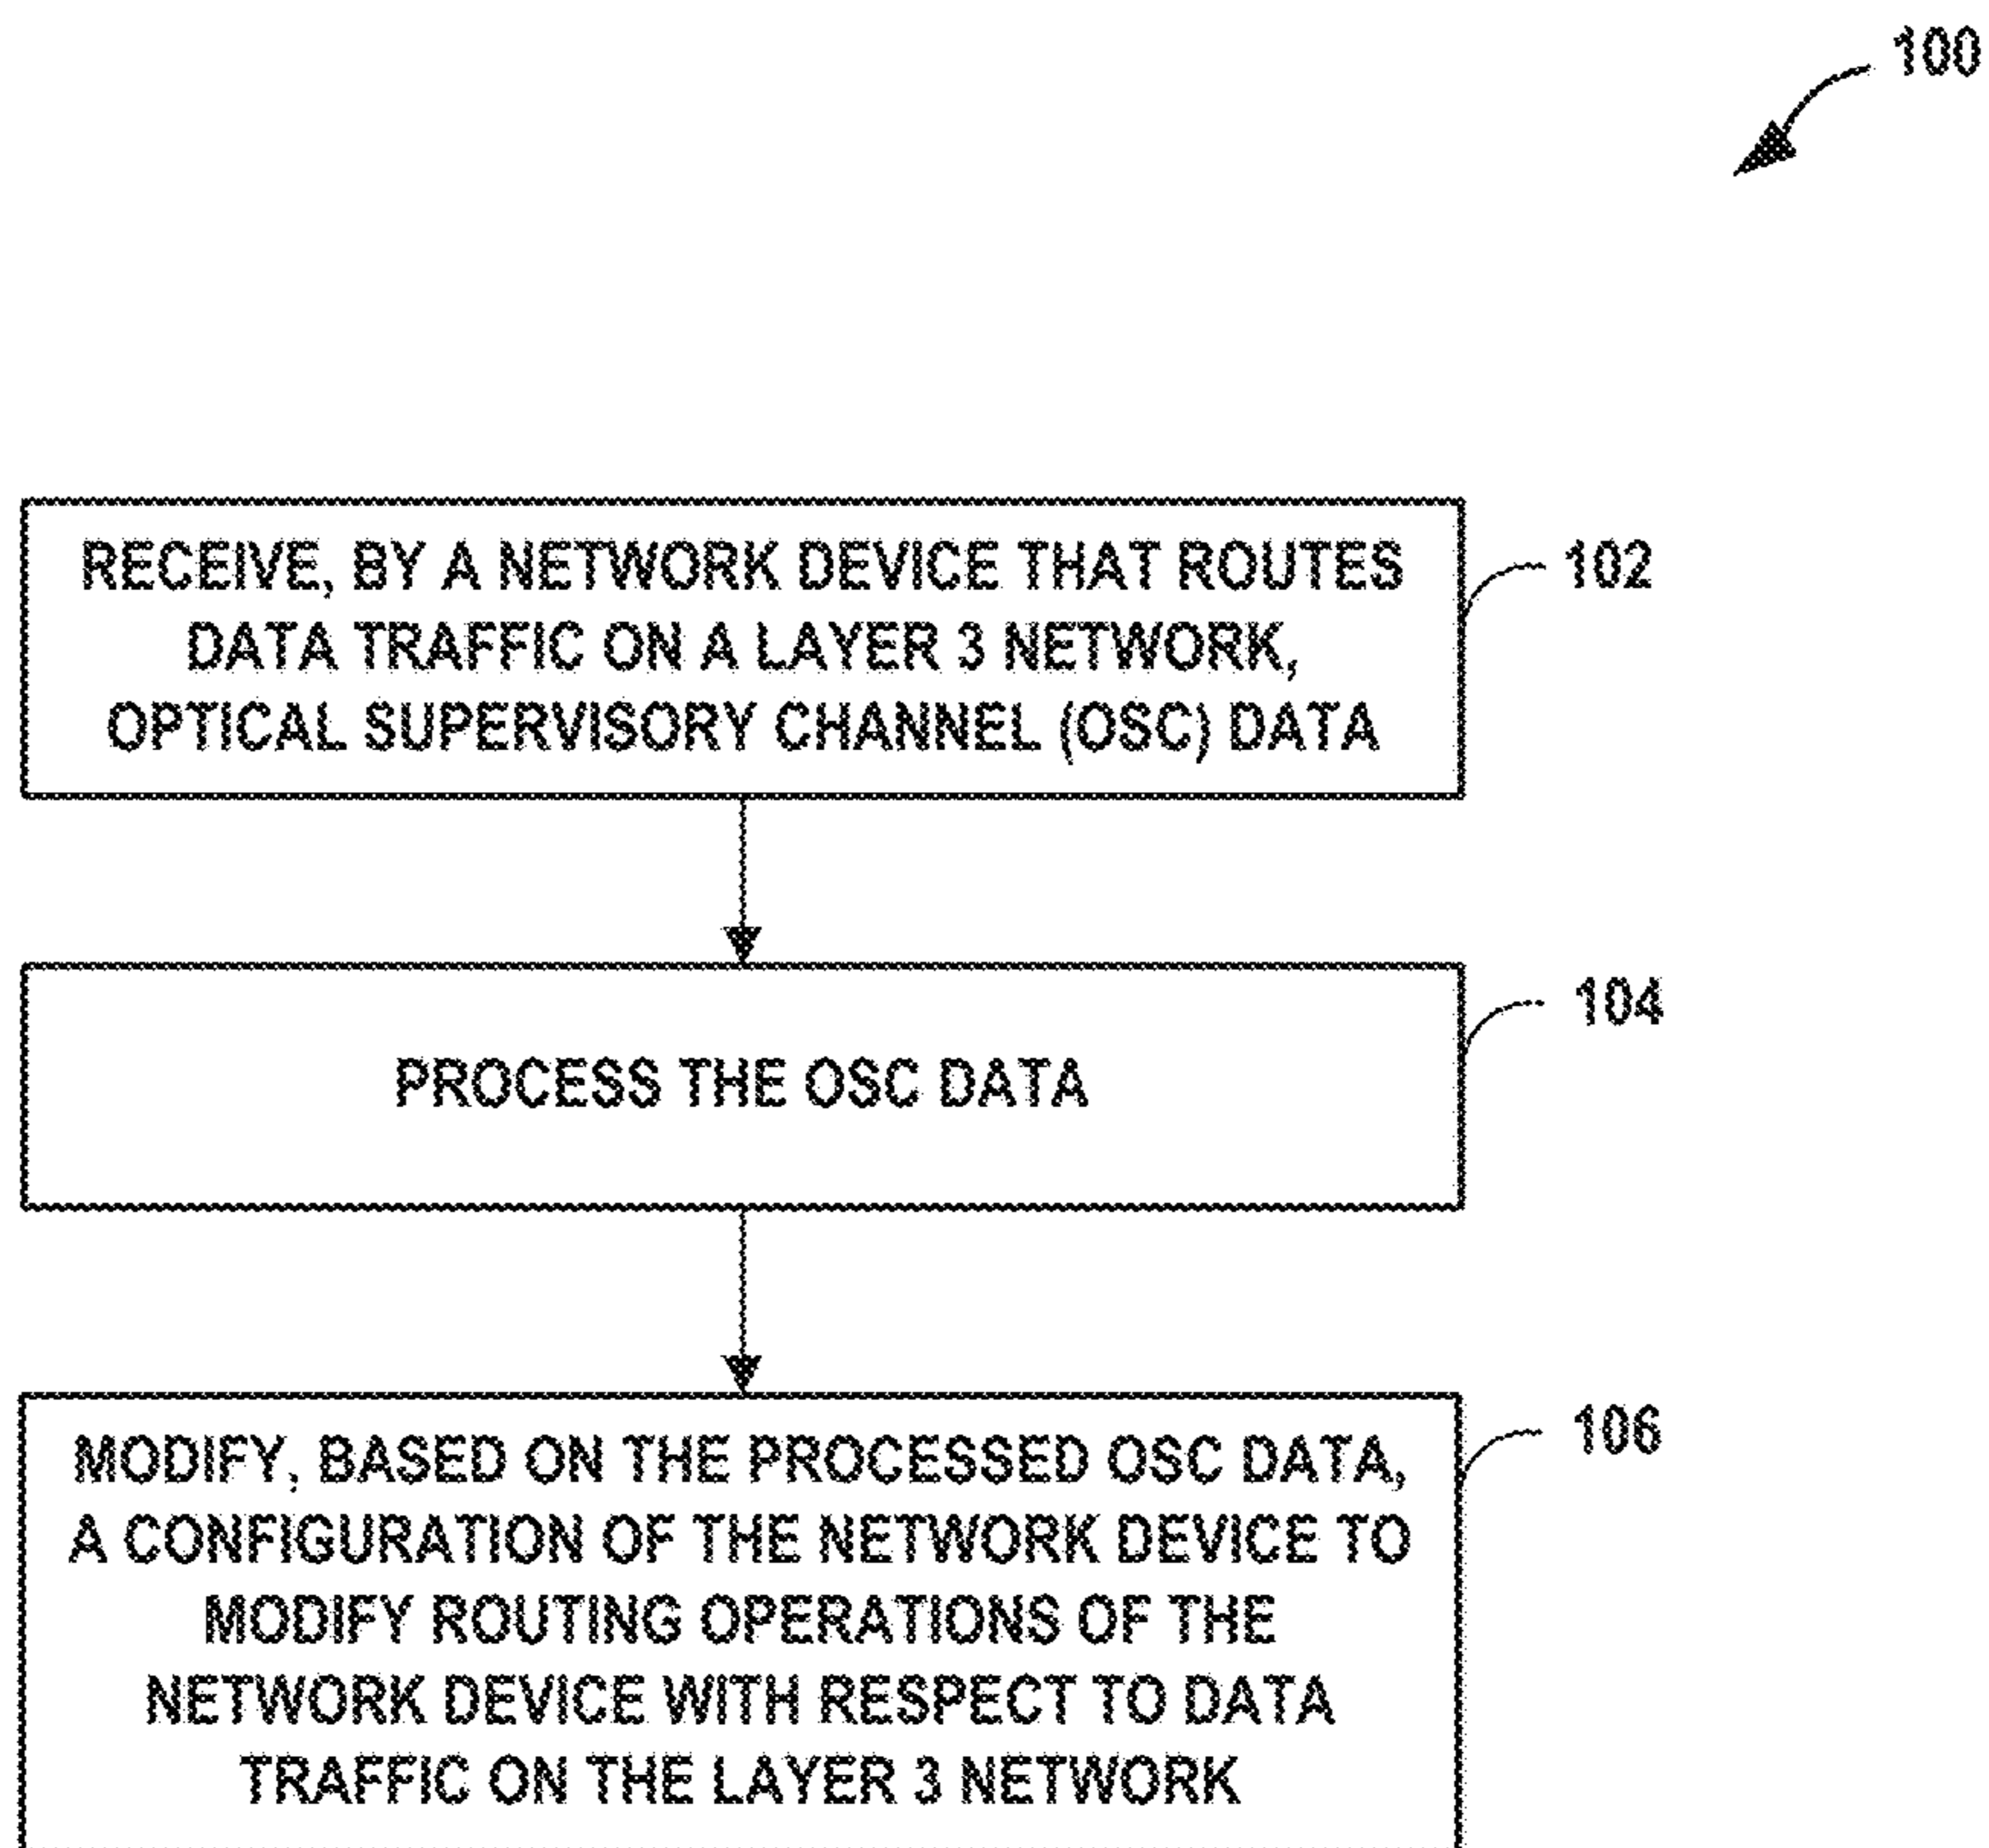 100
RECEIVE, BY A NETWORK DEVICE THAT ROUTES
DATA TRAFFIC ON A LAYER 3 NETWORK,
OPTICAL SUPERVISORY CHANNEL (OSC) DATA
102
PROCESS THE OSC DATA
104
MODIFY, BASED ON THE PROCESSED OSC DATA,
A CONFIGURATION OF THE NETWORK DEVICE TO
MODIFY ROUTING OPERATIONS OF THE
NETWORK DEVICE WITH RESPECT TO DATA
TRAFFIC ON THE LAYER 3 NETWORK
106